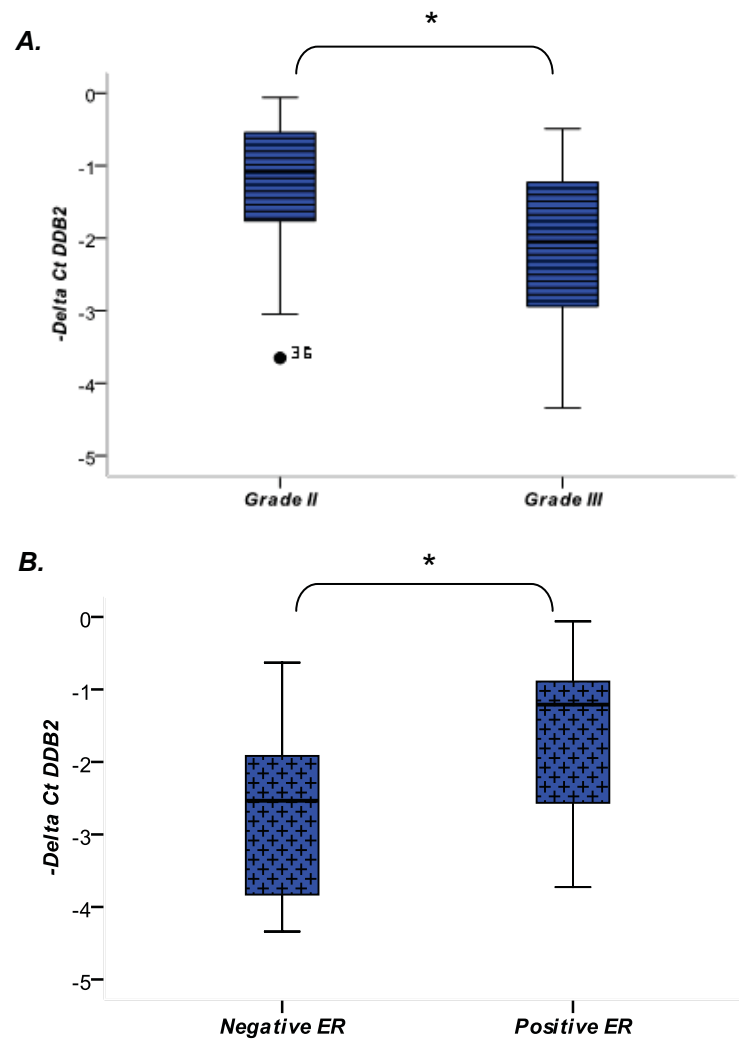 A.
*
0
-1
-2
-3
-4
-5
-Delta Ct DDB2
36
Grade II
Grade III
B.
*
0
-1
-2
-3
-4
-5
-Delta Ct DDB2
Negative ER
Positive ER